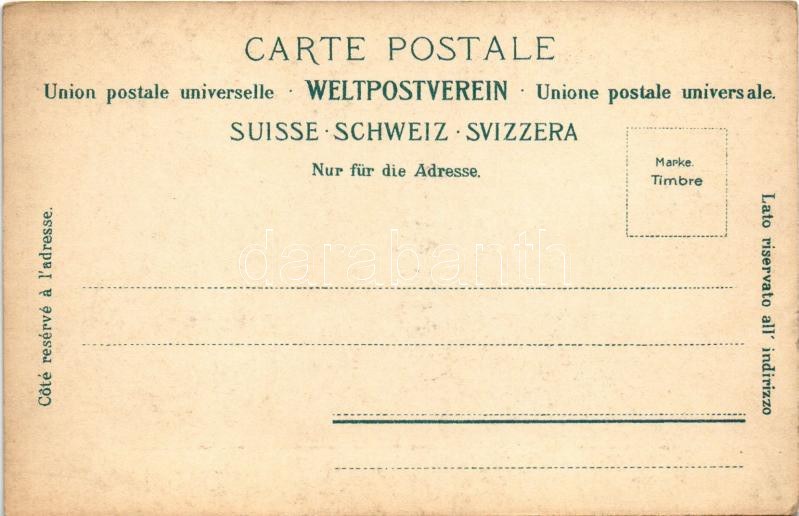 CARTE POSTALE
Union postale universelle · WELTPOSTVEREIN · Unione postale universale.
SUISSE · SCHWEIZ · SVIZZERA
Nur für die Adresse.
Marke.
Timbre
Côté resérvé à l'adresse.
Lato riservato all' indirizzo
darabanth